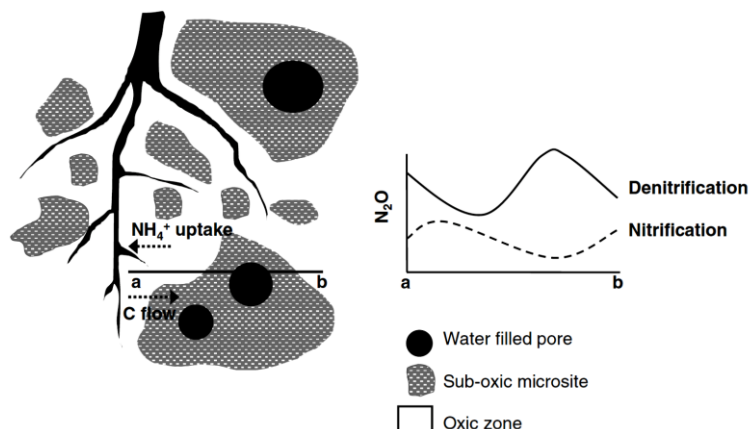 NH₄⁺ uptake
a
b
C flow
N₂O
Denitrification
Nitrification
a
b
Water filled pore
Sub-oxic microsite
Oxic zone